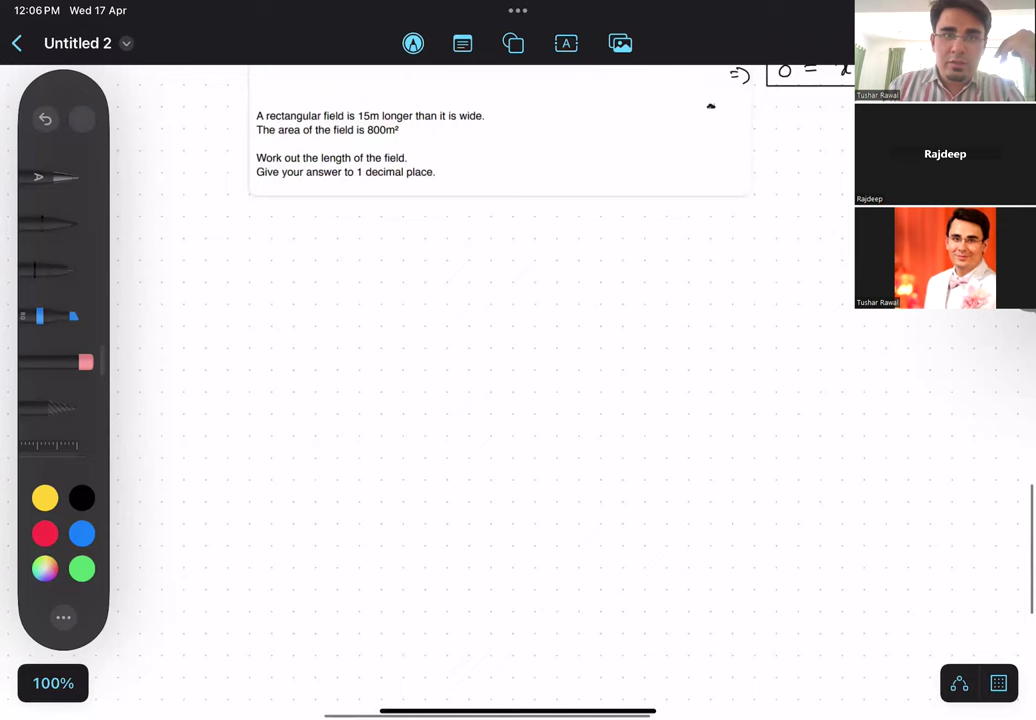 12:06 PM Wed 17 Apr
Untitled 2
A
=> 0 = x
Tushar Rawal
A rectangular field is 15m longer than it is wide.
The area of the field is 800m²
Work out the length of the field.
Give your answer to 1 decimal place.
Rajdeep
Rajdeep
Tushar Rawal
A
100%